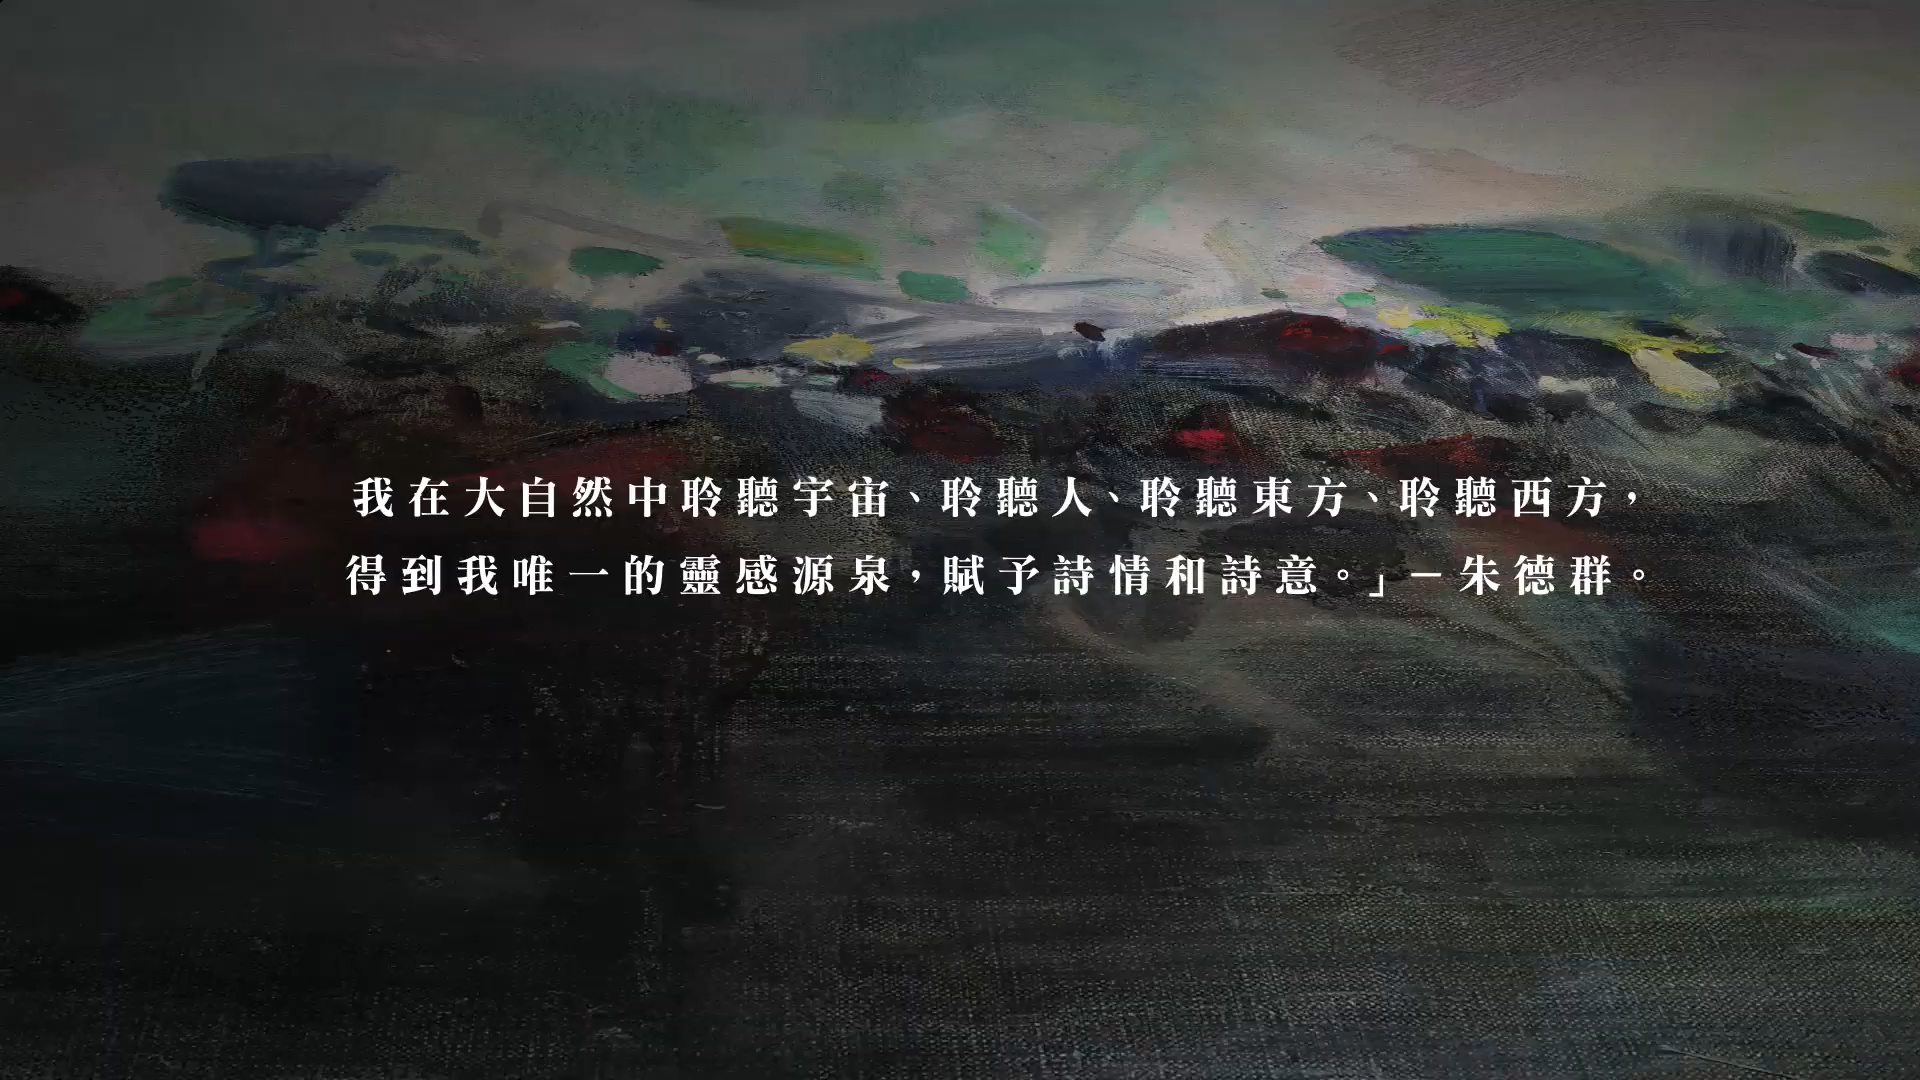 我在大自然中聆聽宇宙、聆聽人、聆聽東方、聆聽西方，
得到我唯一的靈感源泉，賦予詩情和詩意。」— 朱德群。